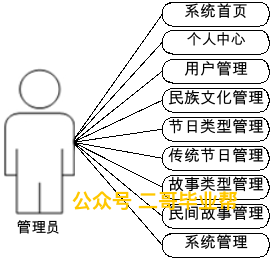 系统首页
个人中心
用户管理
民族文化管理
节日类型管理
传统节日管理
故事类型管理
公众号 二哥毕业帮
民间故事管理
管理员
系统管理